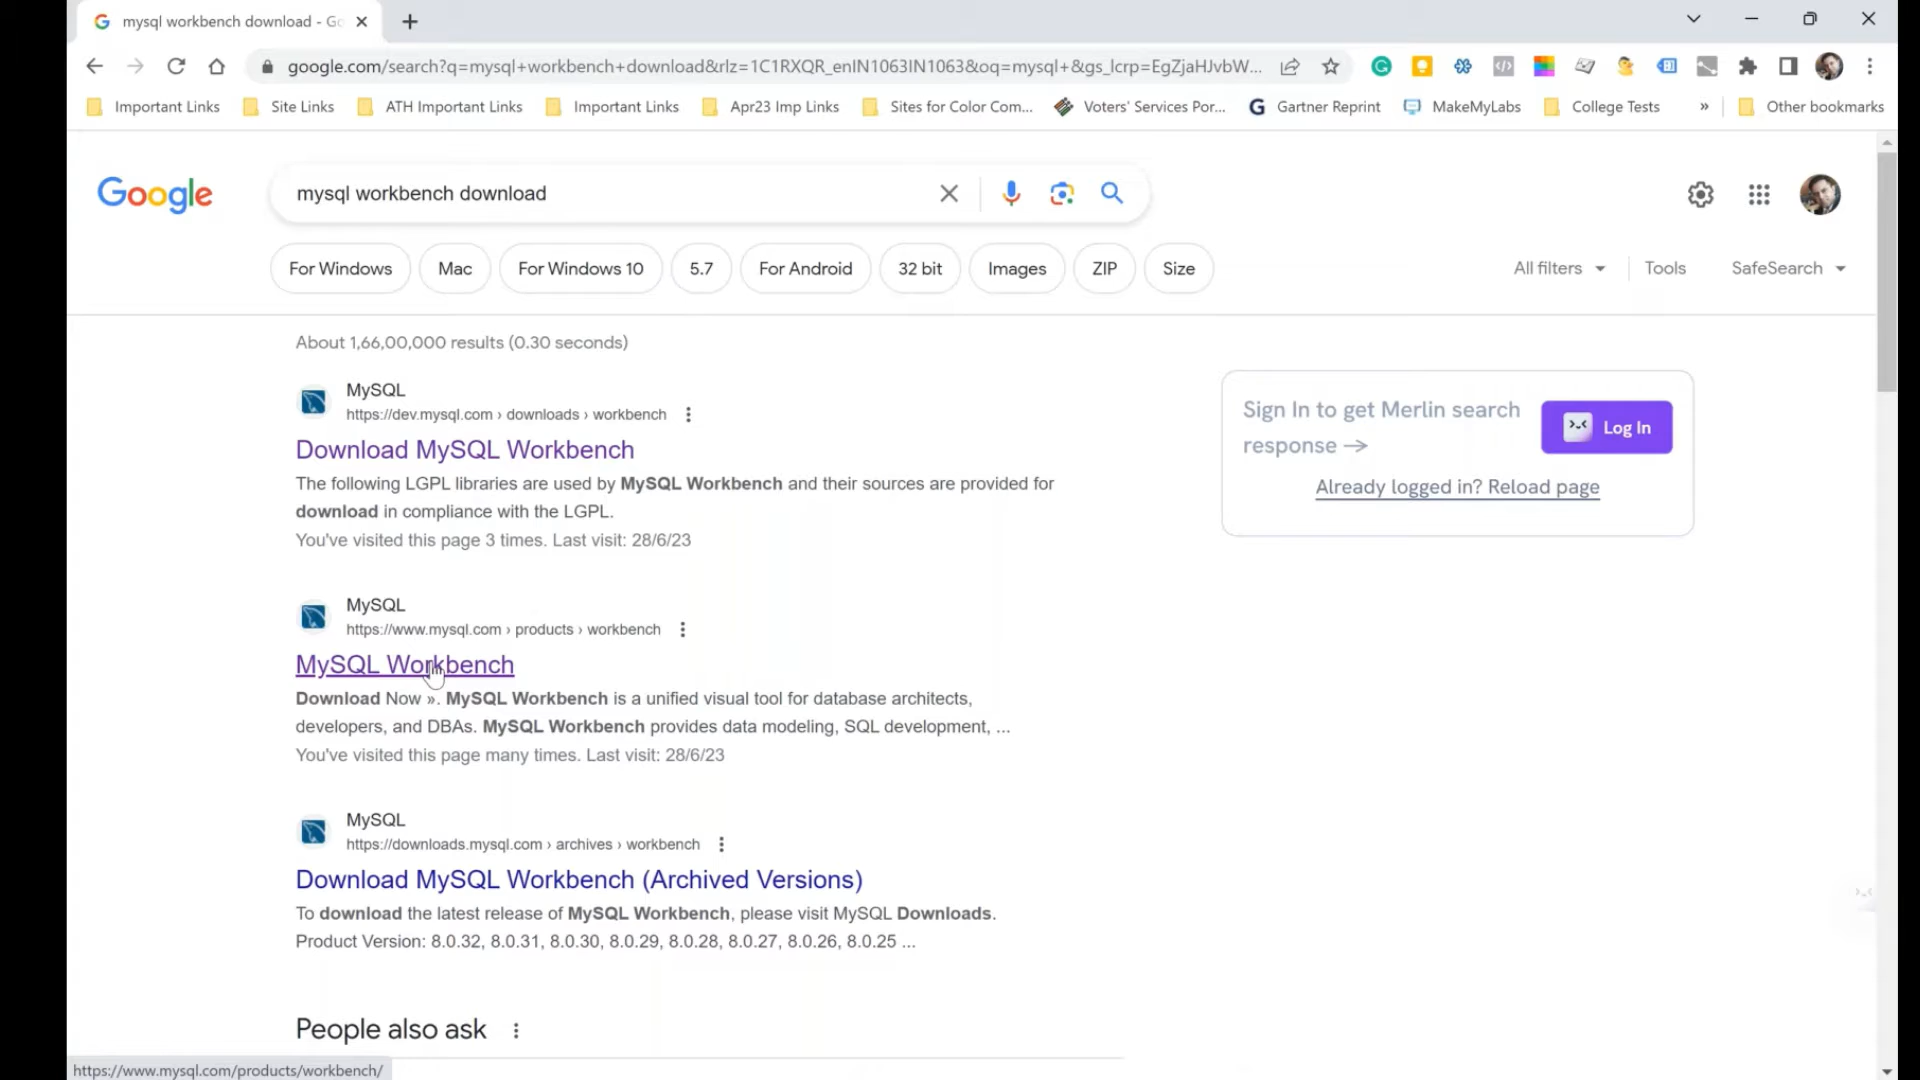 mysql workbench download - Go
google.com/search?q=mysql+workbench+download&rlz=1C1RXQR_enIN1063IN1063&oq=mysql+&gs_lcrp=EgZjaHJvbW...
Important Links
Site Links
ATH Important Links
Important Links
Apr23 Imp Links
Sites for Color Com...
Voters' Services Por...
Gartner Reprint
MakeMyLabs
College Tests
»
Other bookmarks
Google
mysql workbench download
For Windows
Mac
For Windows 10
5.7
For Android
32 bit
Images
ZIP
Size
All filters
Tools
SafeSearch
About 1,66,00,000 results (0.30 seconds)
MySQL
https://dev.mysql.com › downloads › workbench
Download MySQL Workbench
The following LGPL libraries are used by MySQL Workbench and their sources are provided for
download in compliance with the LGPL.
You've visited this page 3 times. Last visit: 28/6/23
Sign In to get Merlin search
response →
Log In
Already logged in? Reload page
MySQL
https://www.mysql.com › products › workbench
MySQL Workbench
Download Now ». MySQL Workbench is a unified visual tool for database architects,
developers, and DBAs. MySQL Workbench provides data modeling, SQL development, ...
You've visited this page many times. Last visit: 28/6/23
MySQL
https://downloads.mysql.com › archives › workbench
Download MySQL Workbench (Archived Versions)
To download the latest release of MySQL Workbench, please visit MySQL Downloads.
Product Version: 8.0.32, 8.0.31, 8.0.30, 8.0.29, 8.0.28, 8.0.27, 8.0.26, 8.0.25 ...
People also ask
https://www.mysql.com/products/workbench/